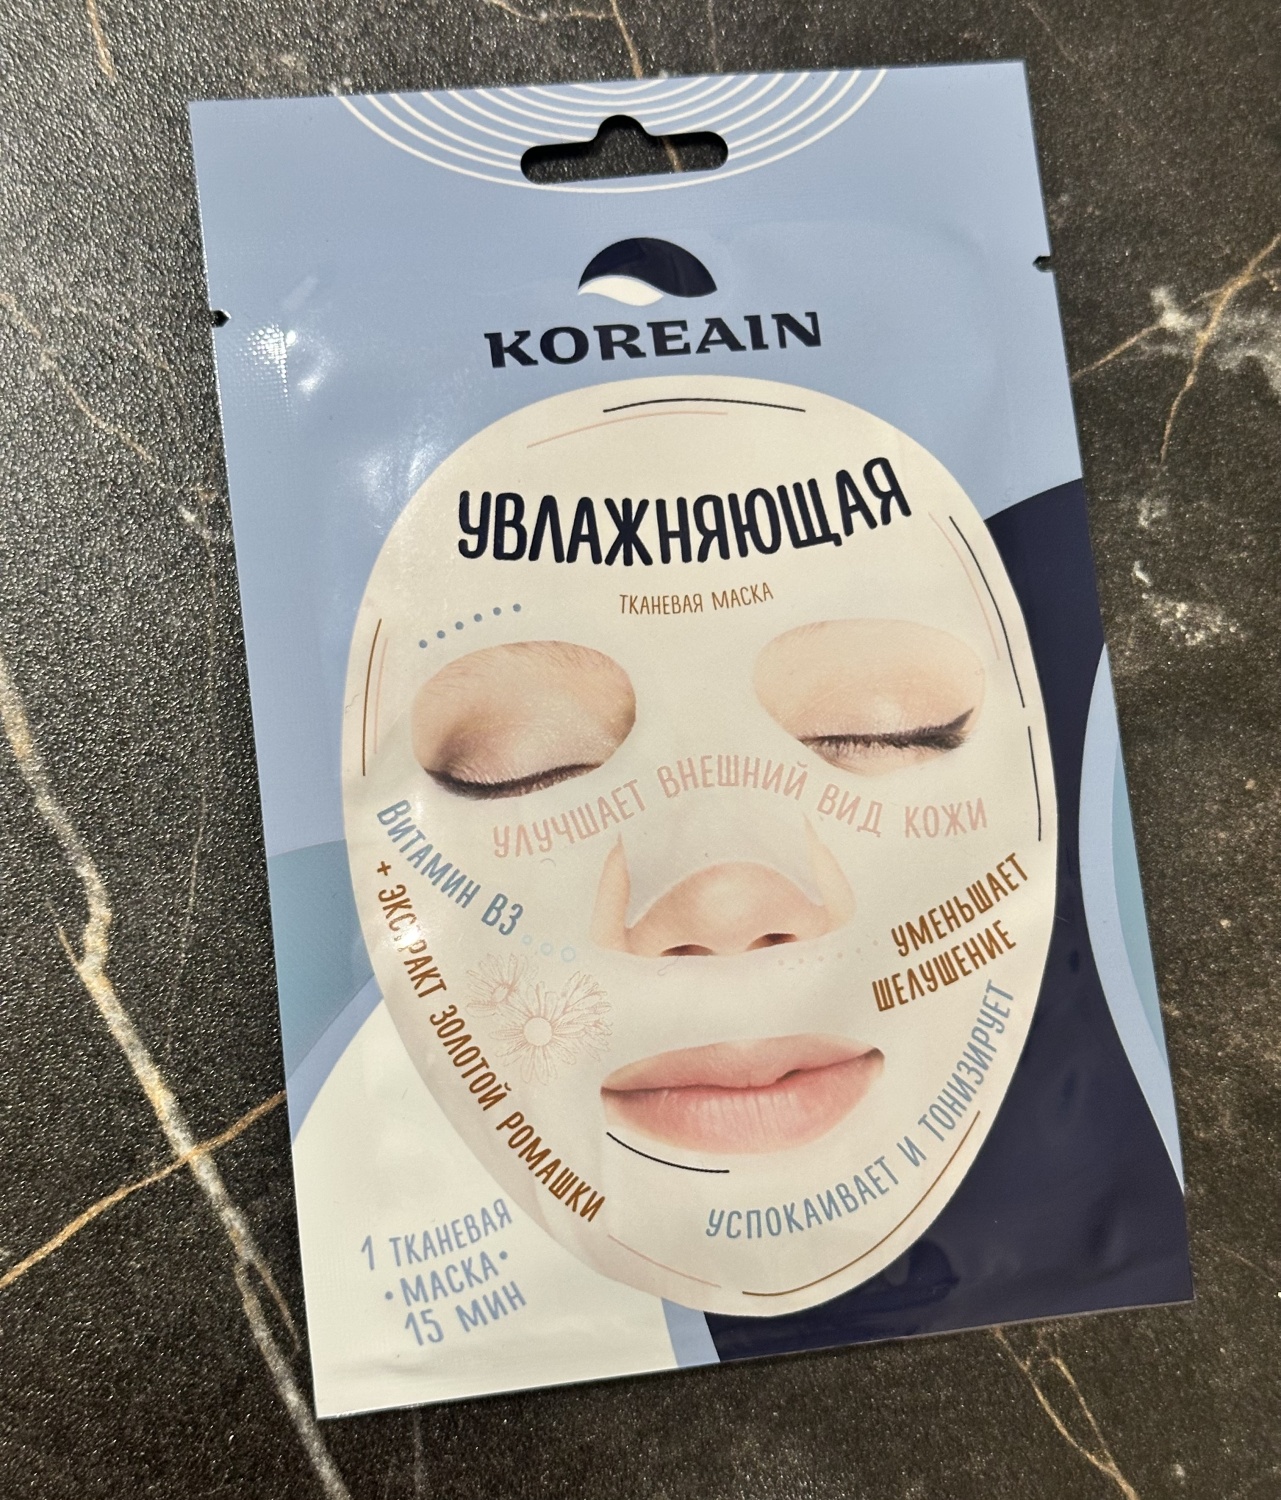 KOREAIN
УВЛАЖНЯЮЩАЯ
ТКАНЕВАЯ МАСКА
УЛУЧШАЕТ ВНЕШНИЙ ВИД КОЖИ
ВИТАМИН В3
+ ЭКСТРАКТ ЗОЛОТОЙ РОМАШКИ
УМЕНЬШАЕТ
ШЕЛУШЕНИЕ
УСПОКАИВАЕТ И ТОНИЗИРУЕТ
1 ТКАНЕВАЯ
•МАСКА•
15 МИН